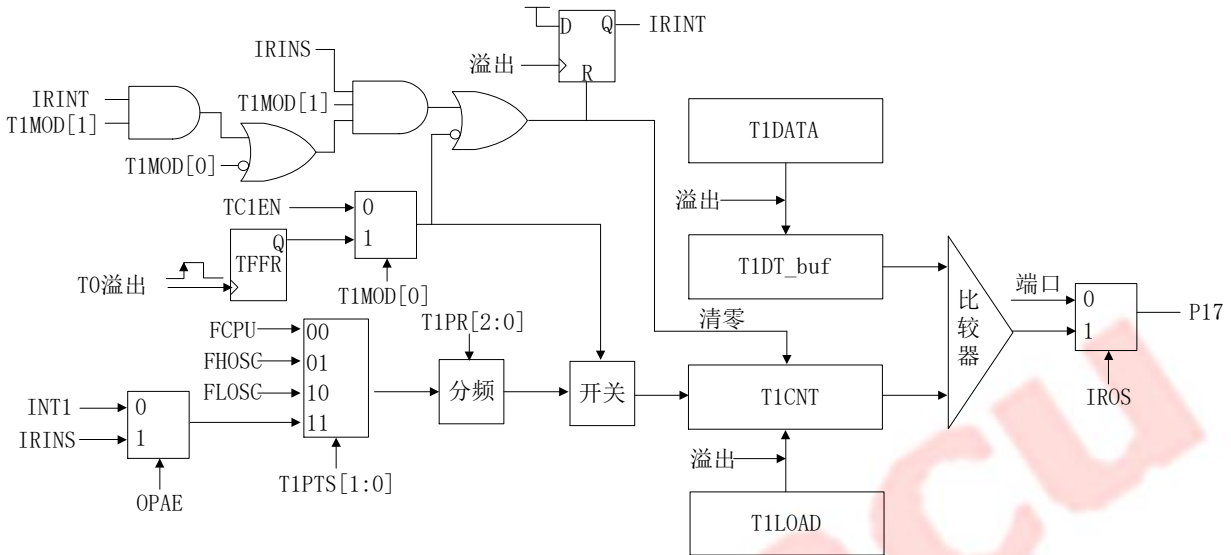 D
Q
IRINT
溢出
R
IRINS
IRINT
T1MOD[1]
T1MOD[1]
T1MOD[0]
T1DATA
溢出
TC1EN
0
1
T1MOD[0]
Q
TFFR
T0溢出
T1DT_buf
清零
比较器
端口
0
1
P17
IROS
T1PR[2:0]
FCPU
00
FHOSC
01
FLOSC
10
11
分频
开关
T1CNT
INT1
0
IRINS
1
OPAE
T1PTS[1:0]
溢出
T1LOAD